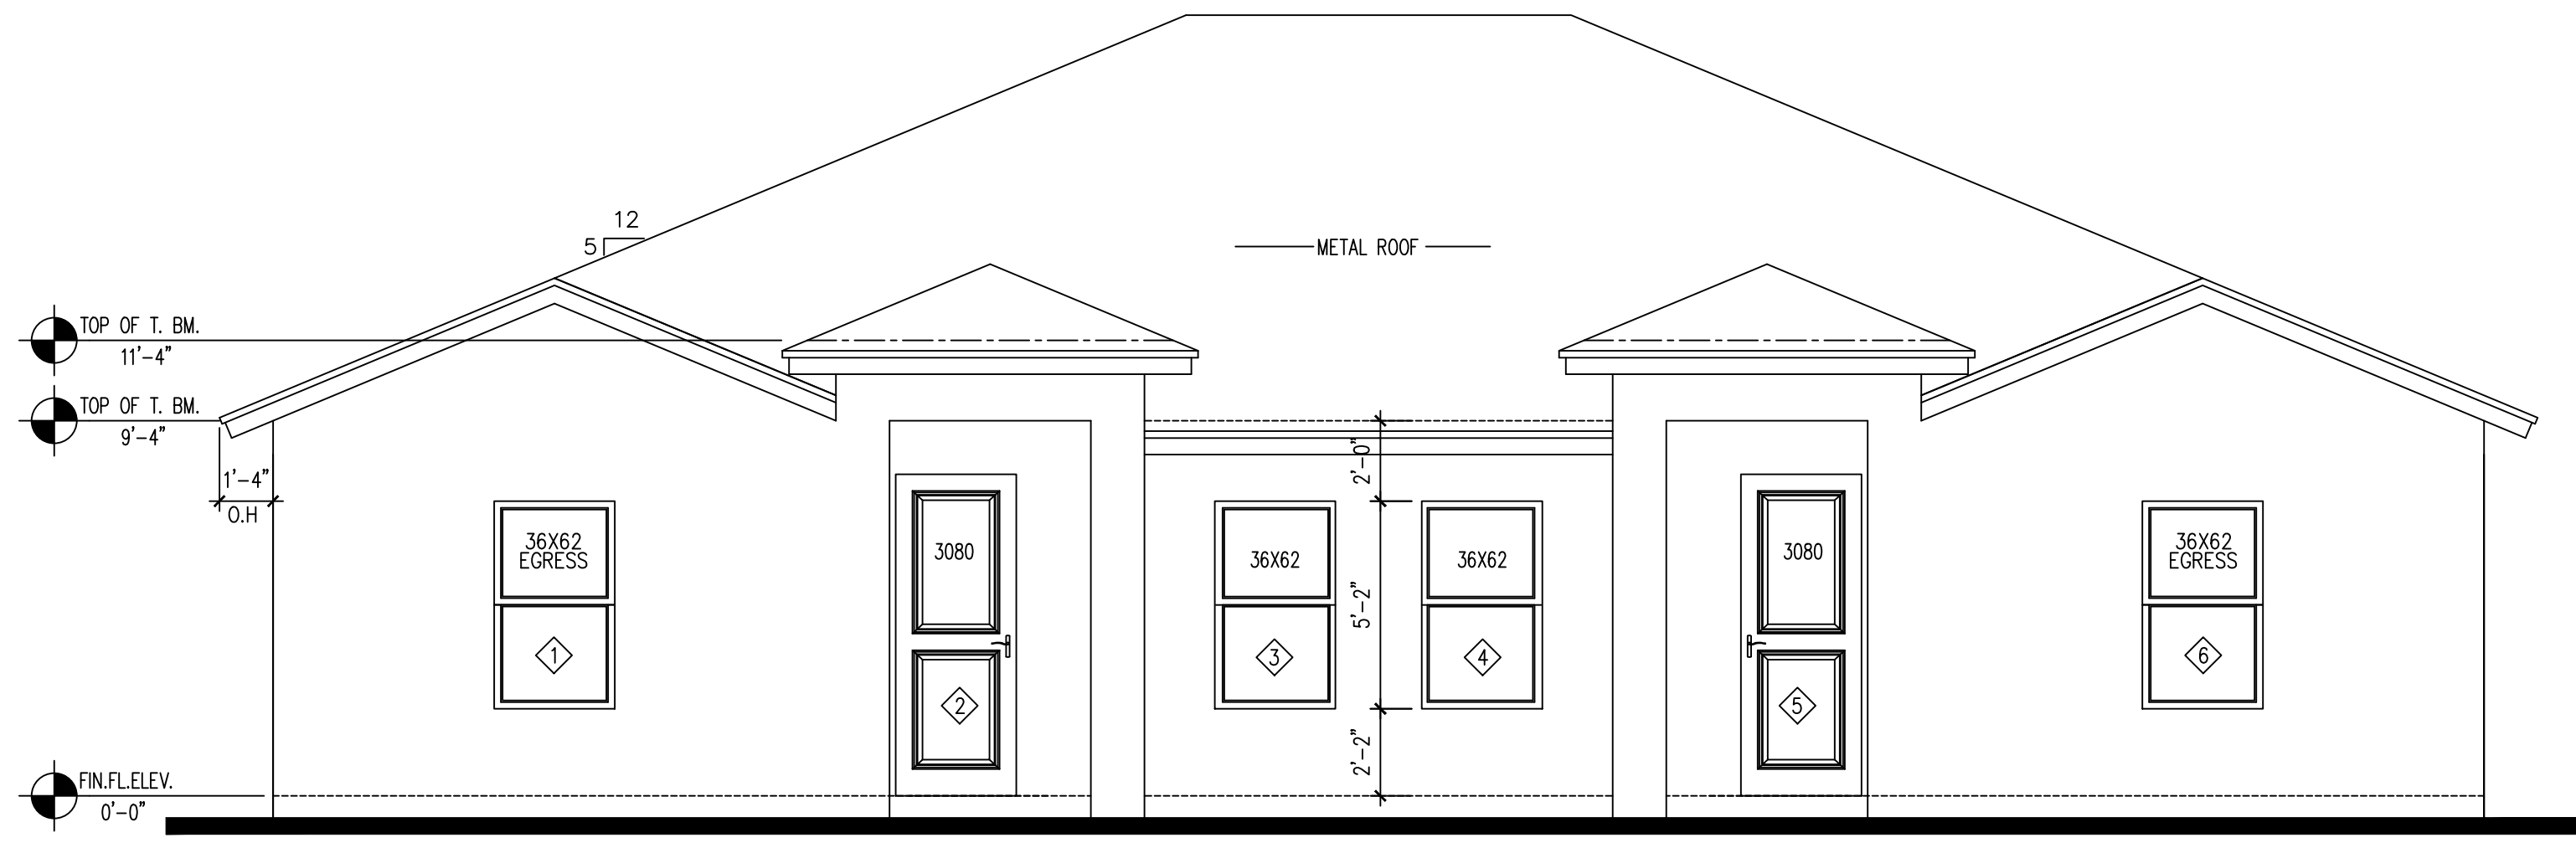 12
5
METAL ROOF
TOP OF T. BM.
11'-4"
TOP OF T. BM.
9'-4"
1'-4"
O.H
2'-0"
36X62
EGRESS
3080
36X62
36X62
3080
36X62
EGRESS
5'-2"
1
3
4
6
2
5
2'-2"
FIN.FL.ELEV.
0'-0"